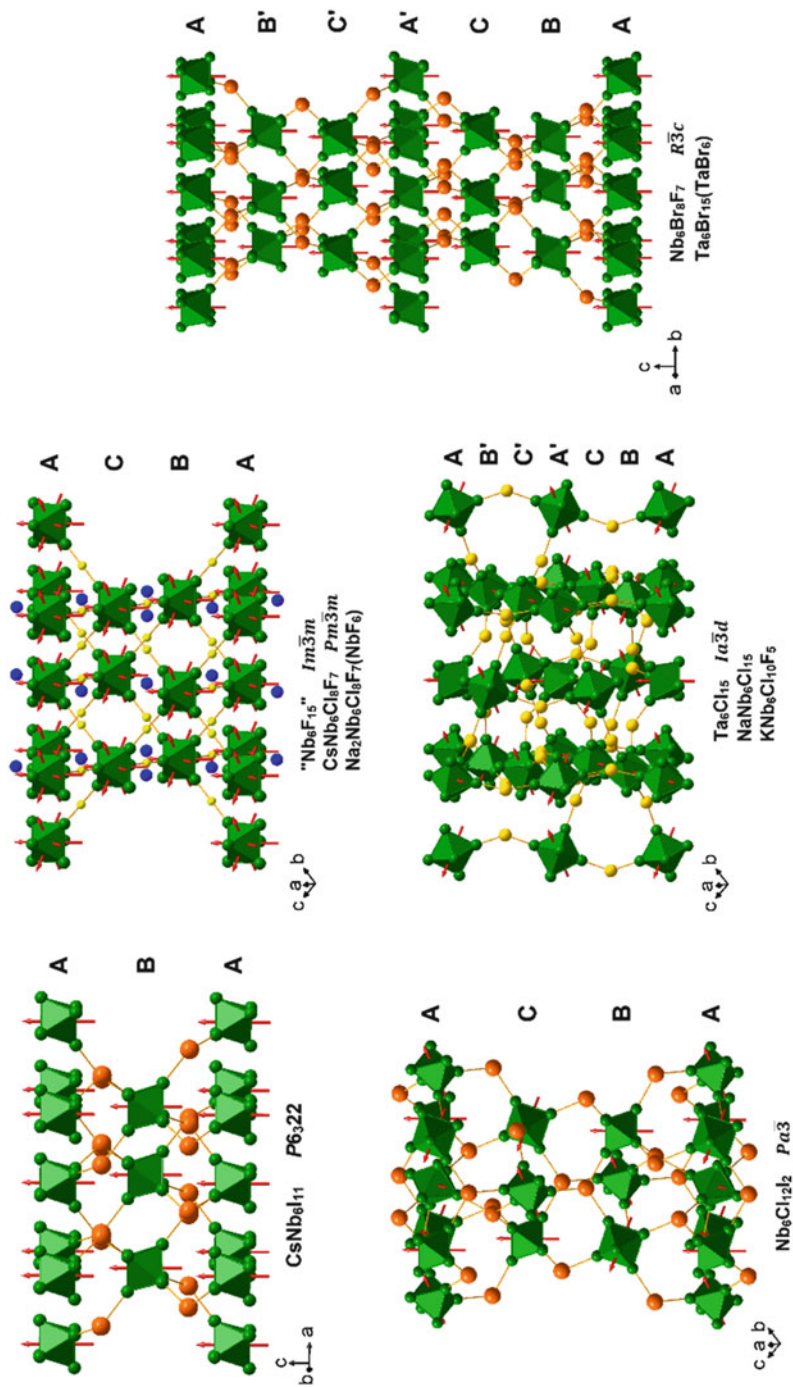 A
B
A
CsNb₆I₁₁ P6₃22
c
b a
A
C
B
A
"Nb₆F₁₅" Im3̅m
CsNb₆Cl₈F₇ Pm3̅m
Na₂Nb₆Cl₈F₇(NbF₆)
c a b
A
B'
C'
A'
C
B
A
Nb₆Br₈F₇ R3̅c
Ta₆Br₁₅(TaBr₆)
c
a b
A
C
B
A
Nb₆Cl₁₂I₂ Pa3̅
c a b
A
B'
C'
A'
C
B
A
Ta₆Cl₁₅ Ia3̅d
NaNb₆Cl₁₅
KNb₆Cl₁₀F₅
c a b